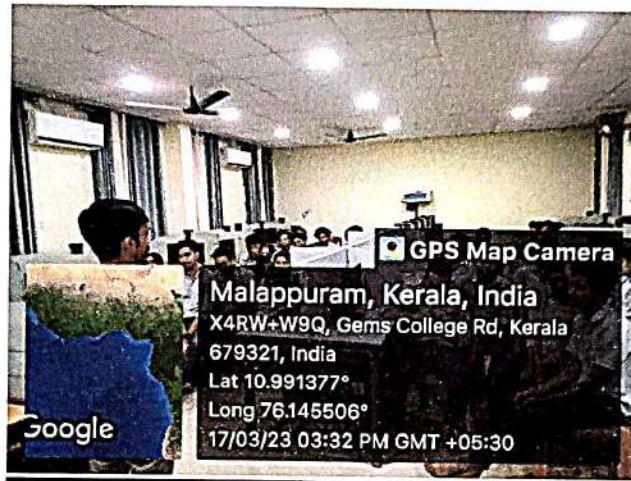 GPS Map Camera
Malappuram, Kerala, India
X4RW+W9Q, Gems College Rd, Kerala
679321, India
Lat 10.991377°
Long 76.145506°
17/03/23 03:32 PM GMT +05:30
Google